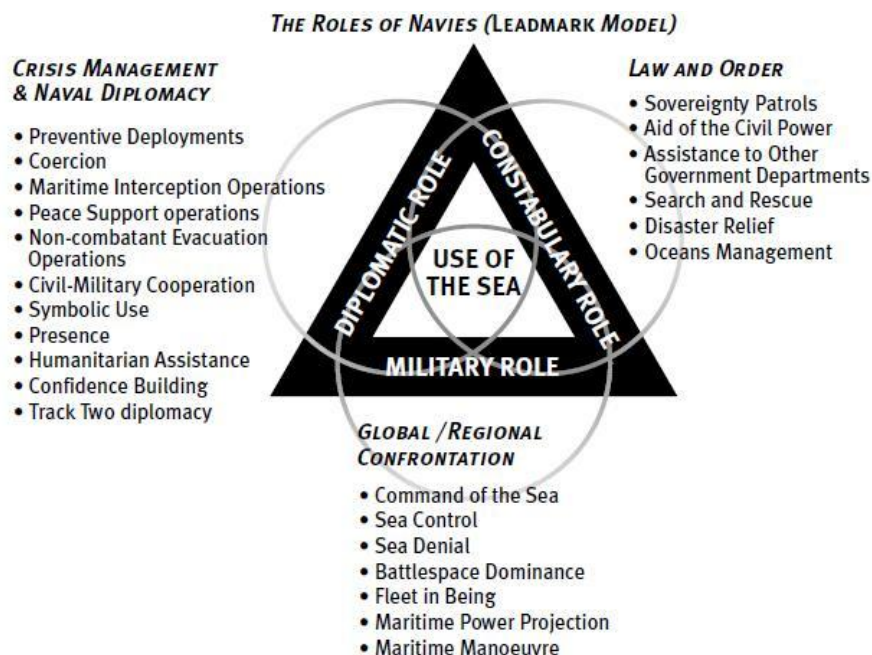 THE ROLES OF NAVIES (LEADMARK MODEL)
CRISIS MANAGEMENT
& NAVAL DIPLOMACY
• Preventive Deployments
• Coercion
• Maritime Interception Operations
• Peace Support operations
• Non-combatant Evacuation
Operations
• Civil-Military Cooperation
• Symbolic Use
• Presence
• Humanitarian Assistance
• Confidence Building
• Track Two diplomacy
DIPLOMATIC ROLE
CONSTABULARY ROLE
USE OF
THE SEA
MILITARY ROLE
LAW AND ORDER
• Sovereignty Patrols
• Aid of the Civil Power
• Assistance to Other
Government Departments
• Search and Rescue
• Disaster Relief
• Oceans Management
GLOBAL /REGIONAL
CONFRONTATION
• Command of the Sea
• Sea Control
• Sea Denial
• Battlespace Dominance
• Fleet in Being
• Maritime Power Projection
• Maritime Manoeuvre